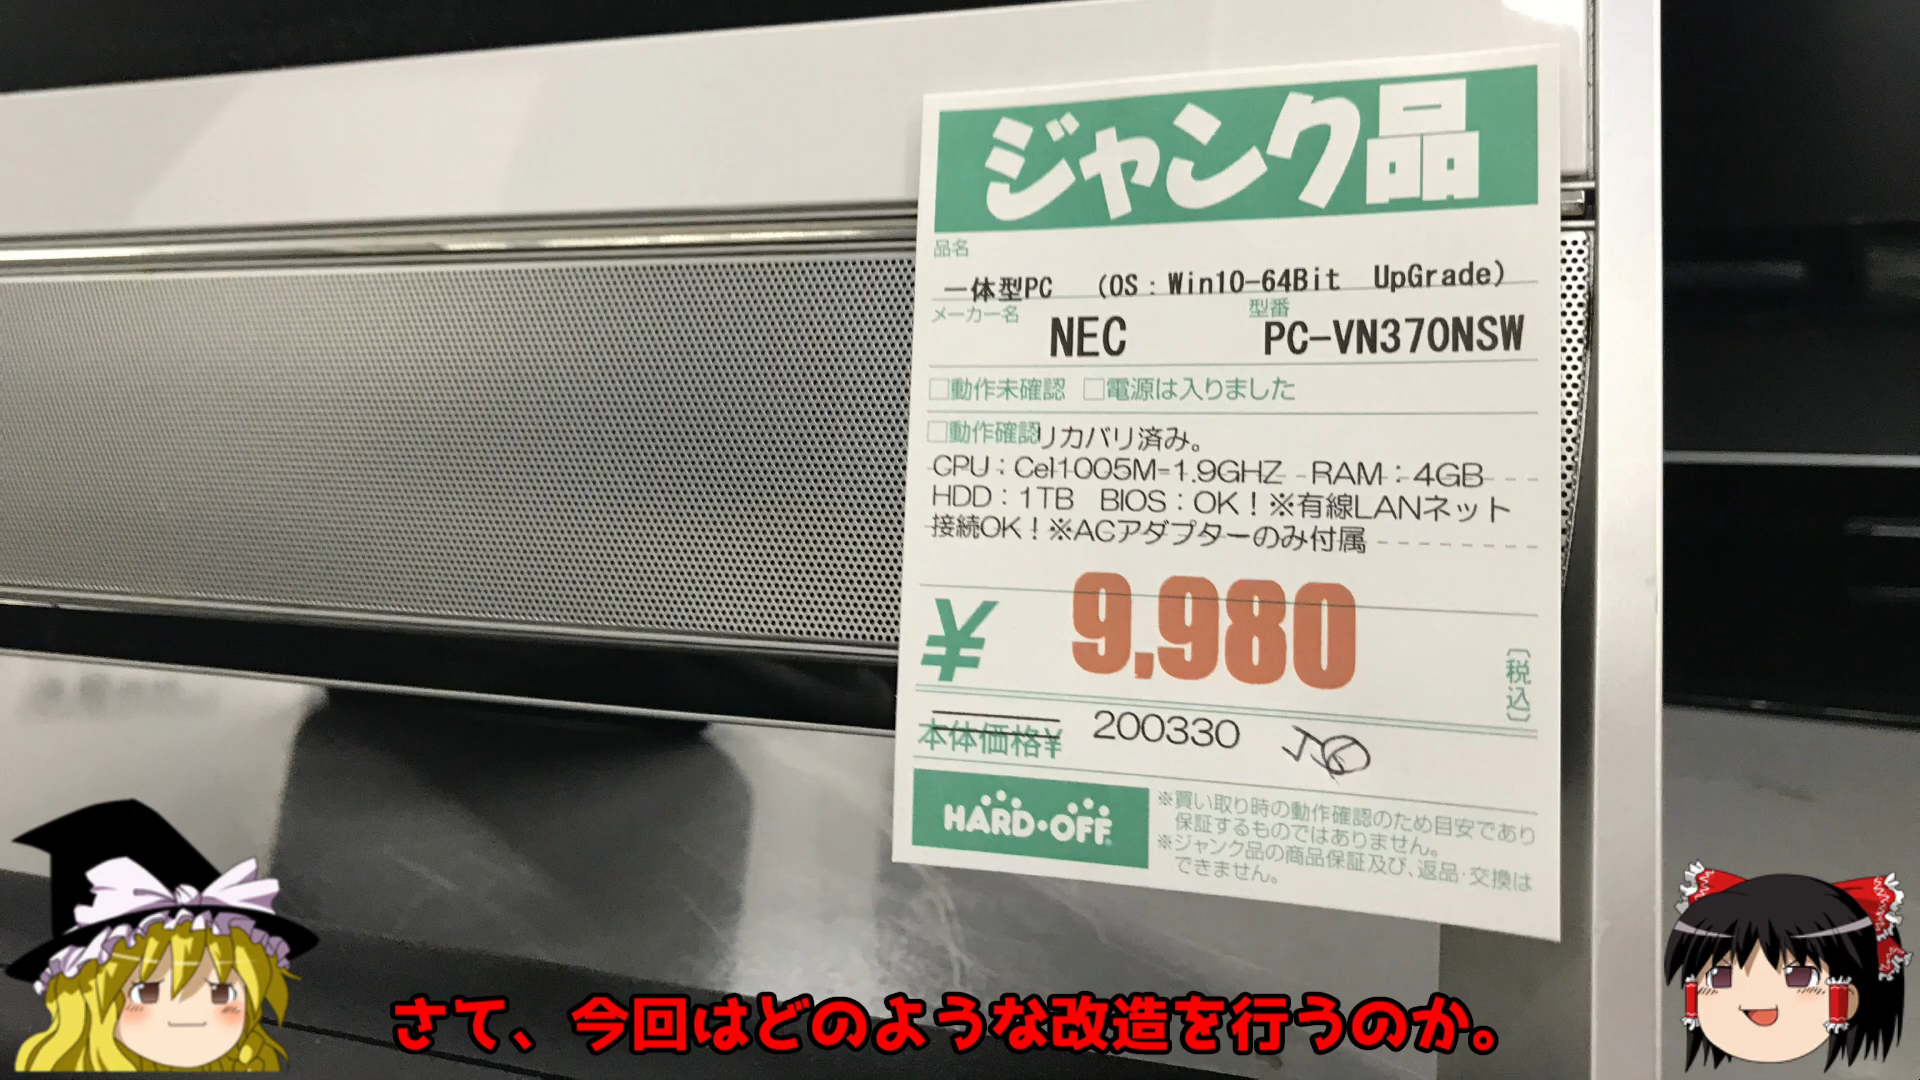 ジャンク品
品名
一体型PC (OS:Win10-64Bit UpGrade)
メーカー名 型番
NEC PC-VN370NSW
□動作未確認 □電源は入りました
□動作確認 リカバリ済み。
CPU:Cel1005M-1.9GHZ RAM:4GB
HDD:1TB BIOS:OK!※有線LANネット
接続OK!※ACアダプターのみ付属
¥ 9,980 〔税込〕
本体価格¥ 200330
HARD・OFF
※買い取り時の動作確認のため目安であり
保証するものではありません。
※ジャンク品の商品保証及び、返品・交換は
できません。
さて、今回はどのような改造を行うのか。